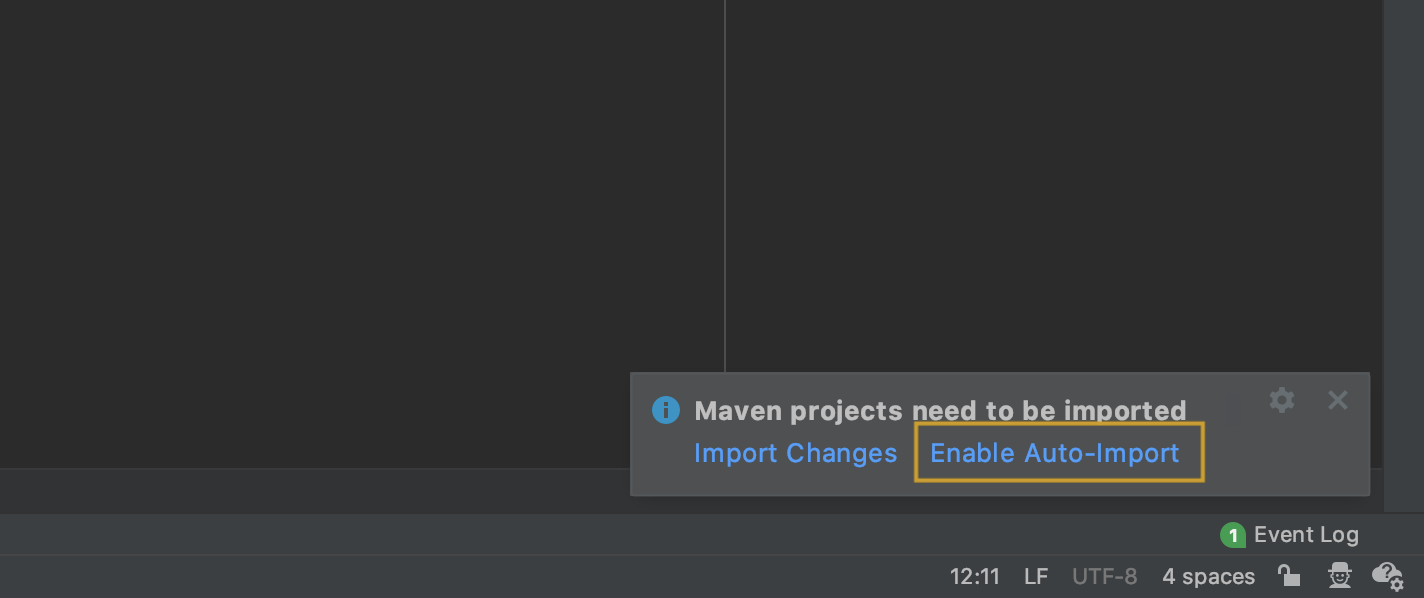 Maven projects need to be imported
Import Changes Enable Auto-Import
1 Event Log
12:11 LF UTF-8 4 spaces